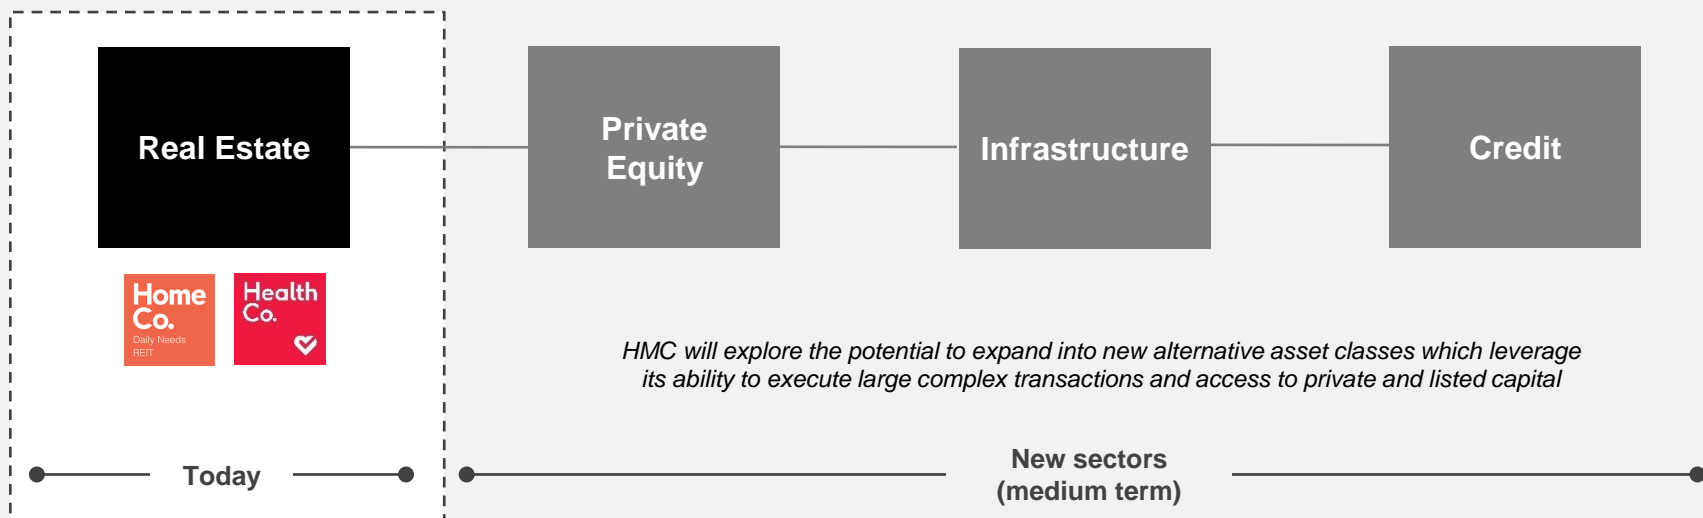 Real Estate
Private
Equity
Infrastructure
Credit
Home
Co.
Daily Needs
REIT
Health
Co.
HMC will explore the potential to expand into new alternative asset classes which leverage
its ability to execute large complex transactions and access to private and listed capital
Today
New sectors
(medium term)